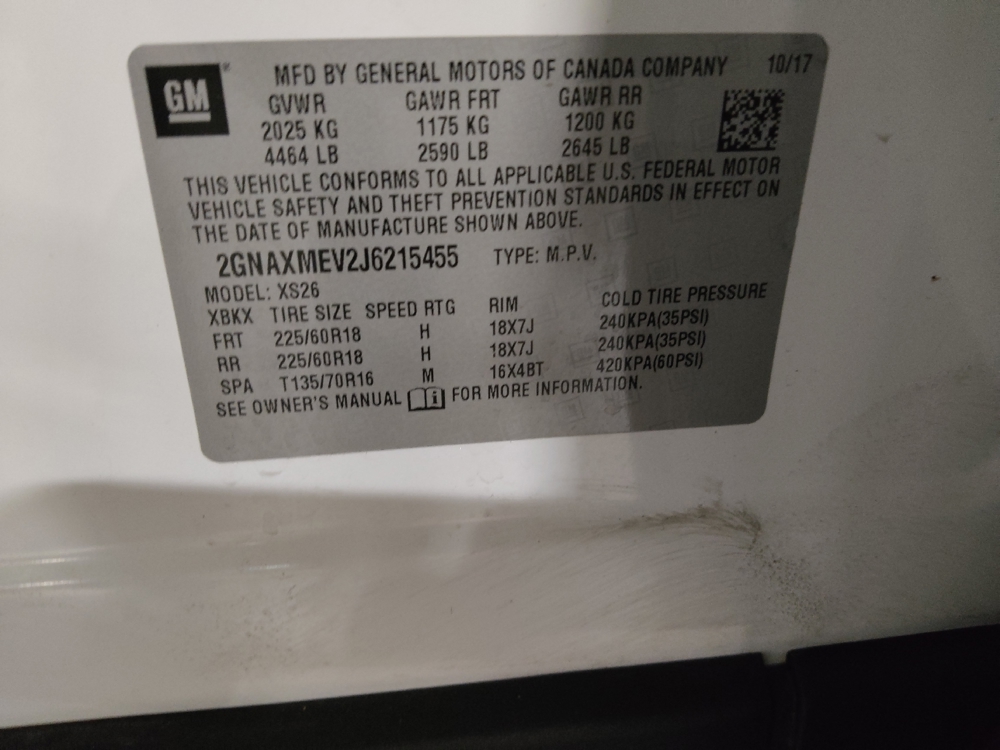 GM MFD BY GENERAL MOTORS OF CANADA COMPANY 10/17
GVWR GAWR FRT GAWR RR
2025 KG 1175 KG 1200 KG
4464 LB 2590 LB 2645 LB
THIS VEHICLE CONFORMS TO ALL APPLICABLE U.S. FEDERAL MOTOR
VEHICLE SAFETY AND THEFT PREVENTION STANDARDS IN EFFECT ON
THE DATE OF MANUFACTURE SHOWN ABOVE.
2GNAXMEV2J6215455 TYPE: M.P.V.
MODEL: XS26
XBKX TIRE SIZE SPEED RTG RIM COLD TIRE PRESSURE
FRT 225/60R18 H 18X7J 240KPA(35PSI)
RR 225/60R18 H 18X7J 240KPA(35PSI)
SPA T135/70R16 M 16X4BT 420KPA(60PSI)
SEE OWNER'S MANUAL FOR MORE INFORMATION.